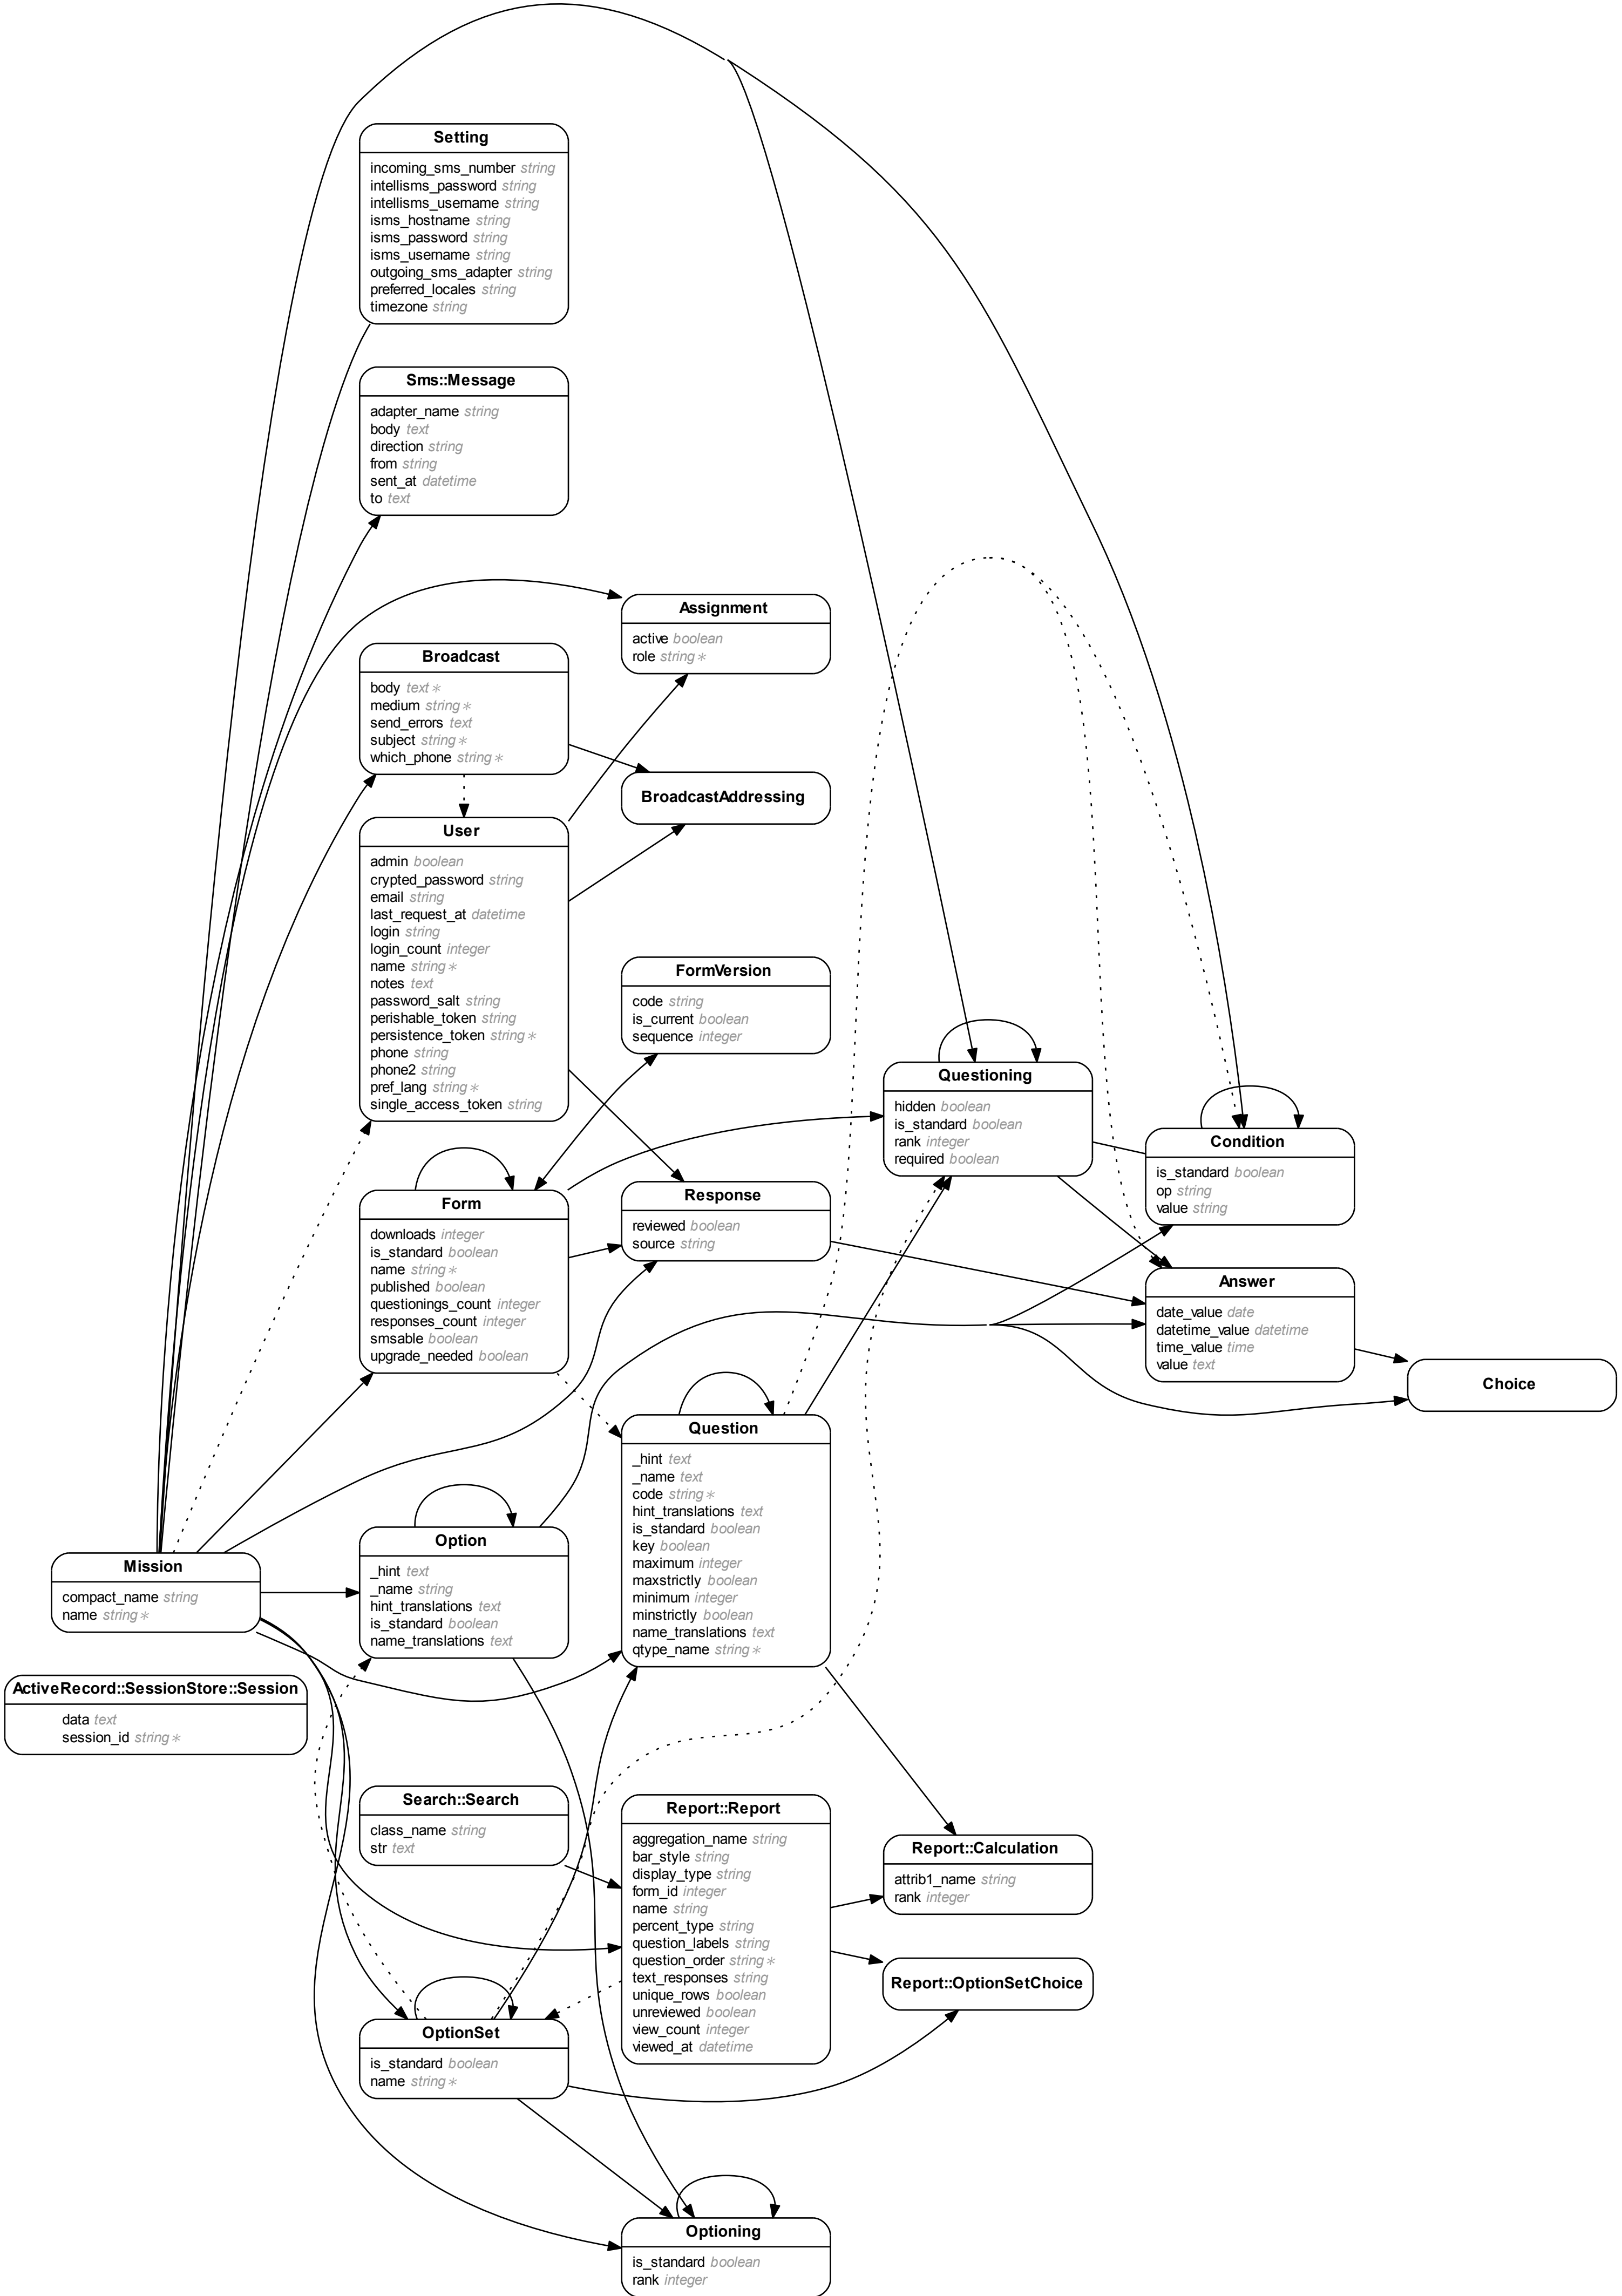 Setting
incoming_sms_number string
intellisms_password string
intellisms_username string
isms_hostname string
isms_password string
isms_username string
outgoing_sms_adapter string
preferred_locales string
timezone string
Sms::Message
adapter_name string
body text
direction string
from string
sent_at datetime
to text
Assignment
active boolean
role string∗
Broadcast
body text∗
medium string∗
send_errors text
subject string∗
which_phone string∗
BroadcastAddressing
User
admin boolean
crypted_password string
email string
last_request_at datetime
login string
login_count integer
name string∗
notes text
password_salt string
perishable_token string
persistence_token string∗
phone string
phone2 string
pref_lang string∗
single_access_token string
FormVersion
code string
is_current boolean
sequence integer
Questioning
hidden boolean
is_standard boolean
rank integer
required boolean
Condition
is_standard boolean
op string
value string
Form
downloads integer
is_standard boolean
name string∗
published boolean
questionings_count integer
responses_count integer
smsable boolean
upgrade_needed boolean
Response
reviewed boolean
source string
Answer
date_value date
datetime_value datetime
time_value time
value text
Choice
Question
_hint text
_name text
code string∗
hint_translations text
is_standard boolean
key boolean
maximum integer
maxstrictly boolean
minimum integer
minstrictly boolean
name_translations text
qtype_name string∗
Option
_hint text
_name string
hint_translations text
is_standard boolean
name_translations text
Mission
compact_name string
name string∗
ActiveRecord::SessionStore::Session
data text
session_id string∗
Search::Search
class_name string
str text
Report::Report
aggregation_name string
bar_style string
display_type string
form_id integer
name string
percent_type string
question_labels string
question_order string∗
text_responses string
unique_rows boolean
unreviewed boolean
view_count integer
viewed_at datetime
Report::Calculation
attrib1_name string
rank integer
Report::OptionSetChoice
OptionSet
is_standard boolean
name string∗
Optioning
is_standard boolean
rank integer